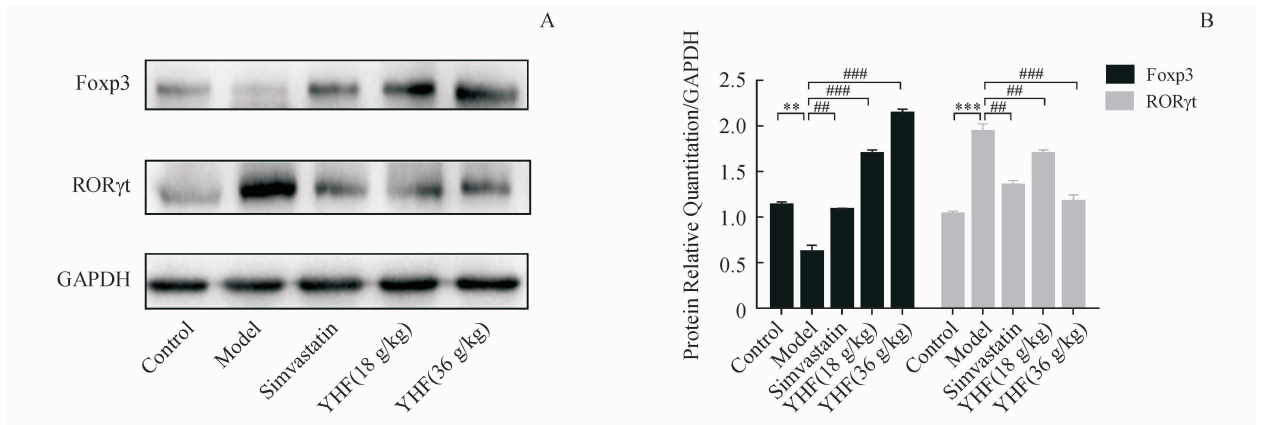 A
Foxp3
RORγt
GAPDH
Control
Model
Simvastatin
YHF(18 g/kg)
YHF(36 g/kg)
B
Protein Relative Quantitation/GAPDH
2.5
2.0
1.5
1.0
0.5
0
**
##
###
###
***
##
##
###
Control
Model
Simvastatin
YHF(18 g/kg)
YHF(36 g/kg)
Control
Model
Simvastatin
YHF(18 g/kg)
YHF(36 g/kg)
Foxp3
RORγt